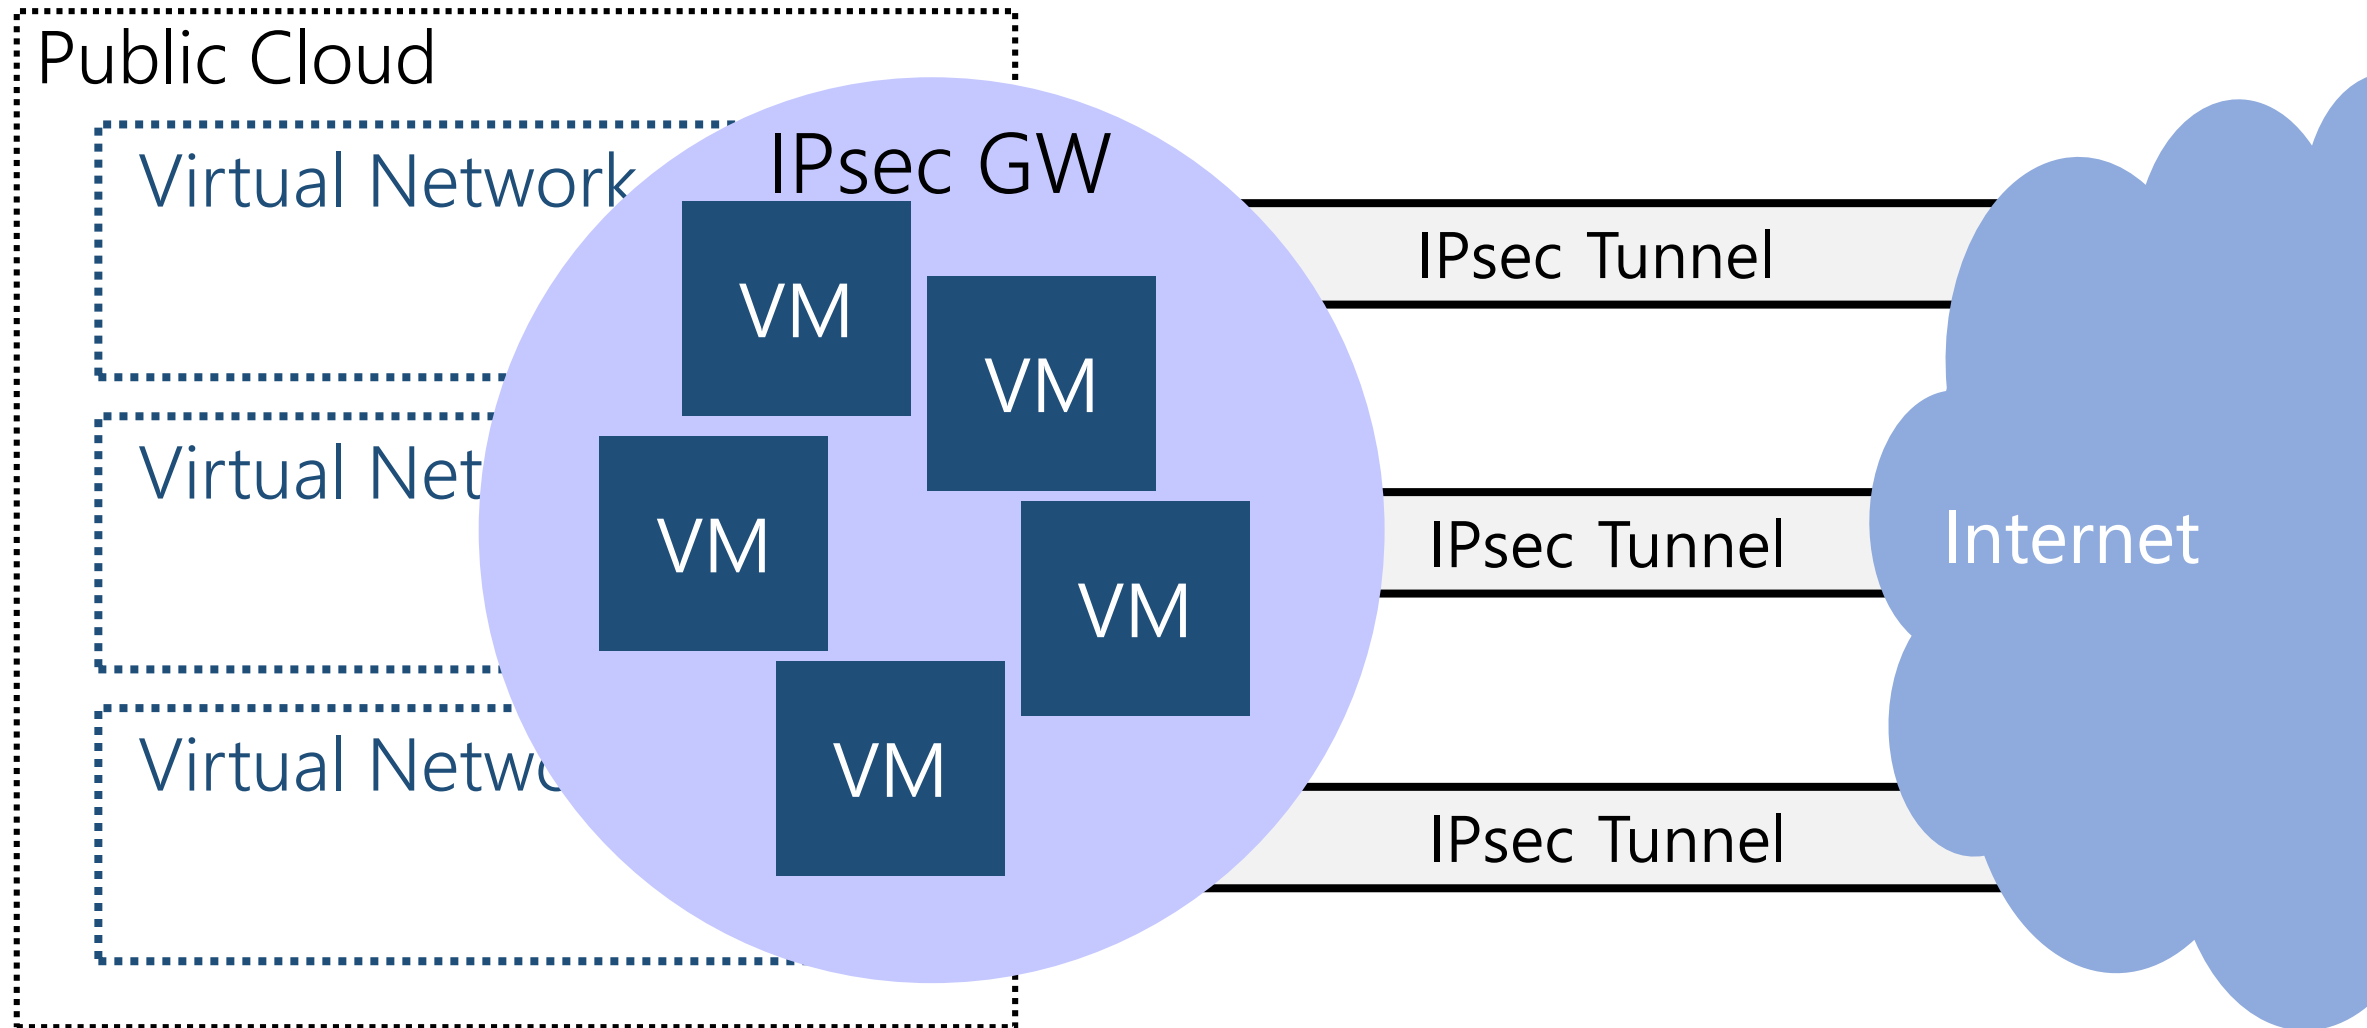 Public Cloud
IPsec GW
Virtual Network
VM
IPsec Tunnel
VM
Virtual Net
VM
IPsec Tunnel
Internet
VM
Virtual Netwo
VM
IPsec Tunnel